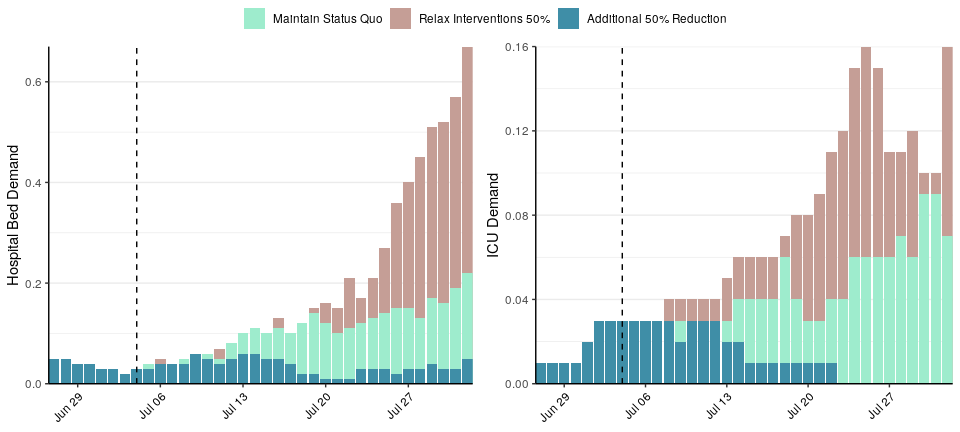 Maintain Status Quo Relax Interventions 50% Additional 50% Reduction
Hospital Bed Demand
0.6
0.4
0.2
0.0
Jun 29 Jul 06 Jul 13 Jul 20 Jul 27
ICU Demand
0.16
0.12
0.08
0.04
0.00
Jun 29 Jul 06 Jul 13 Jul 20 Jul 27